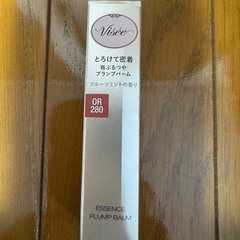 Visée
とろけて密着
唇ぷるつや
プランプバーム
フルーツミントの香り
OR
280
ESSENCE
PLUMP BALM